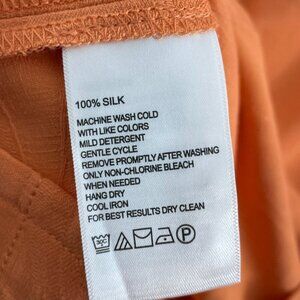 100% SILK
MACHINE WASH COLD
WITH LIKE COLORS
MILD DETERGENT
GENTLE CYCLE
REMOVE PROMPTLY AFTER WASHING
ONLY NON-CHLORINE BLEACH
WHEN NEEDED
HANG DRY
COOL IRON
FOR BEST RESULTS DRY CLEAN
30C P